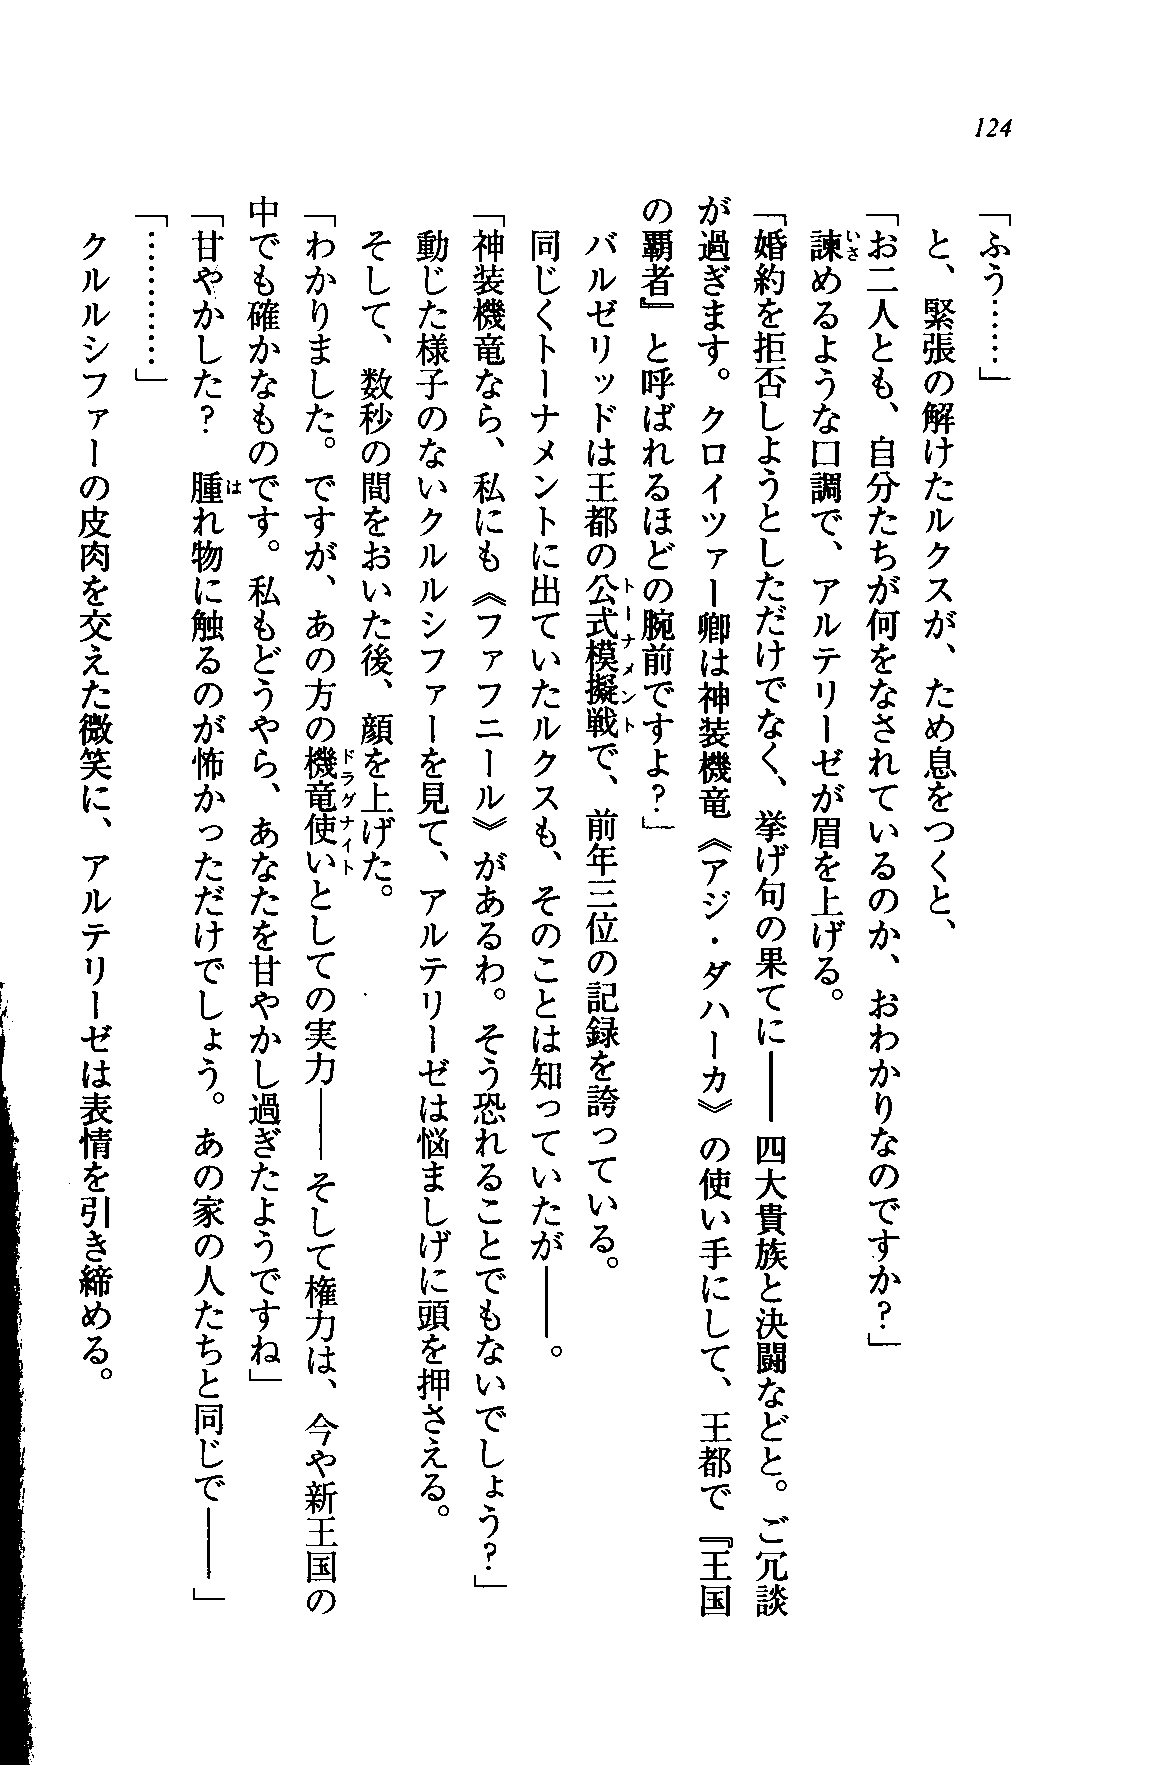 124
「ふう……」
　と、緊張の解けたルクスが、ため息をつくと、
「お二人とも、自分たちが何をなされているのか、おわかりなのですか？」
　諫めるような口調で、アルテリーゼが眉を上げる。
「婚約を拒否しようとしただけでなく、挙げ句の果てに――四大貴族と決闘などと。ご冗談
が過ぎます。クロイツァー卿は神装機竜《アジ・ダハーカ》の使い手にして、王都で『王国
の覇者』と呼ばれるほどの腕前ですよ？」
　バルゼリッドは王都の公式模擬戦で、前年三位の記録を誇っている。
　同じくトーナメントに出ていたルクスも、そのことは知っていたが――。
「神装機竜なら、私にも《ファフニール》があるわ。そう恐れることでもないでしょう？」
　動じた様子のないクルルシファーを見て、アルテリーゼは悩ましげに頭を押さえる。
　そして、数秒の間をおいた後、顔を上げた。
「わかりました。ですが、あの方の機竜使いとしての実力――そして権力は、今や新王国の
中でも確かなものです。私もどうやら、あなたを甘やかし過ぎたようですね」
「甘やかした？　腫れ物に触るのが怖かっただけでしょう。あの家の人たちと同じで――」
「…………」
　クルルシファーの皮肉を交えた微笑に、アルテリーゼは表情を引き締める。